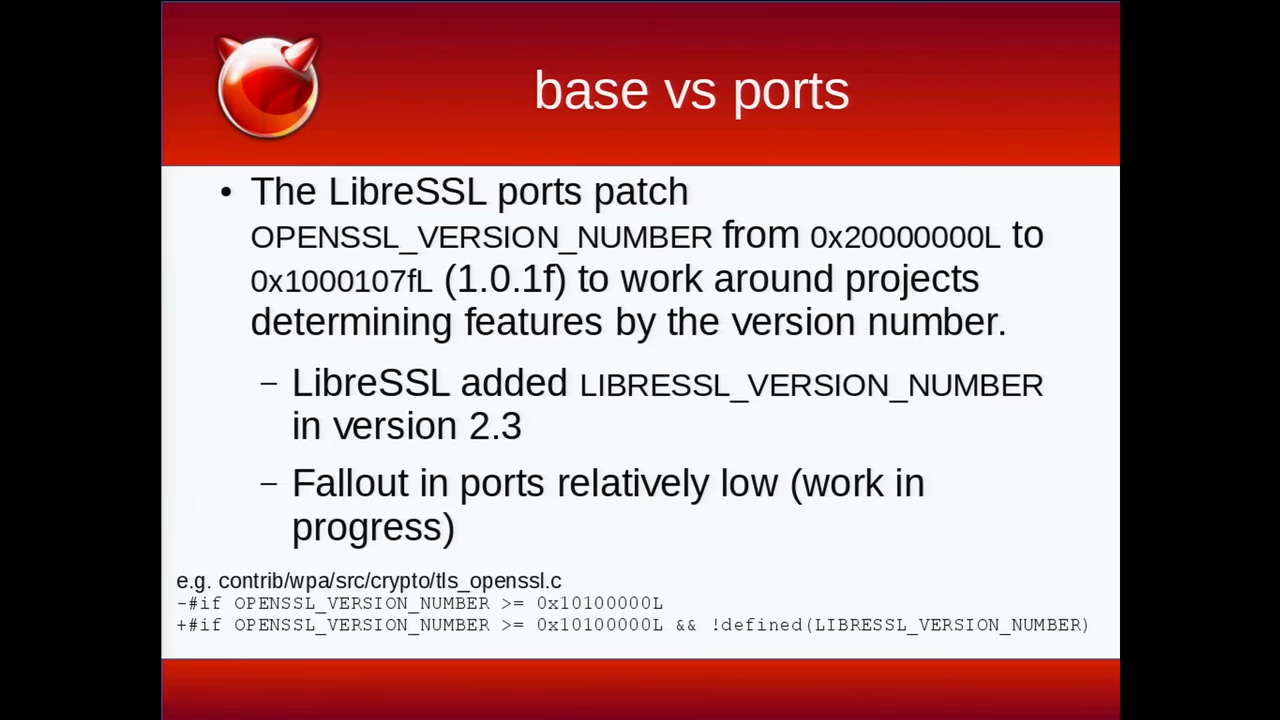 base vs ports
• The LibreSSL ports patch
OPENSSL_VERSION_NUMBER from 0x20000000L to
0x1000107fL (1.0.1f) to work around projects
determining features by the version number.
– LibreSSL added LIBRESSL_VERSION_NUMBER
in version 2.3
– Fallout in ports relatively low (work in
progress)
e.g. contrib/wpa/src/crypto/tls_openssl.c
-#if OPENSSL_VERSION_NUMBER >= 0x10100000L
+#if OPENSSL_VERSION_NUMBER >= 0x10100000L && !defined(LIBRESSL_VERSION_NUMBER)